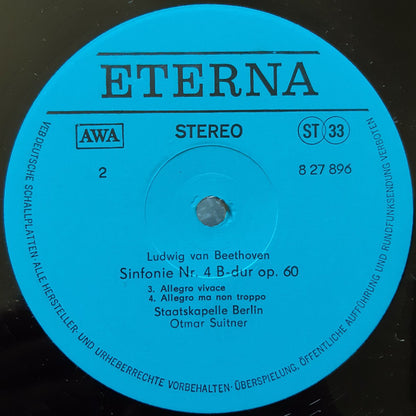 ETERNA
AWA
STEREO
ST 33
2
8 27 896
Ludwig van Beethoven
Sinfonie Nr. 4 B-dur op. 60
3. Allegro vivace
4. Allegro ma non troppo
Staatskapelle Berlin
Otmar Suitner
VEB DEUTSCHE SCHALLPLATTEN · ALLE HERSTELLER- UND URHEBERRECHTE VORBEHALTEN · ÜBERSPIELUNG, ÖFFENTLICHE AUFFÜHRUNG UND RUNDFUNKSENDUNG VERBOTEN